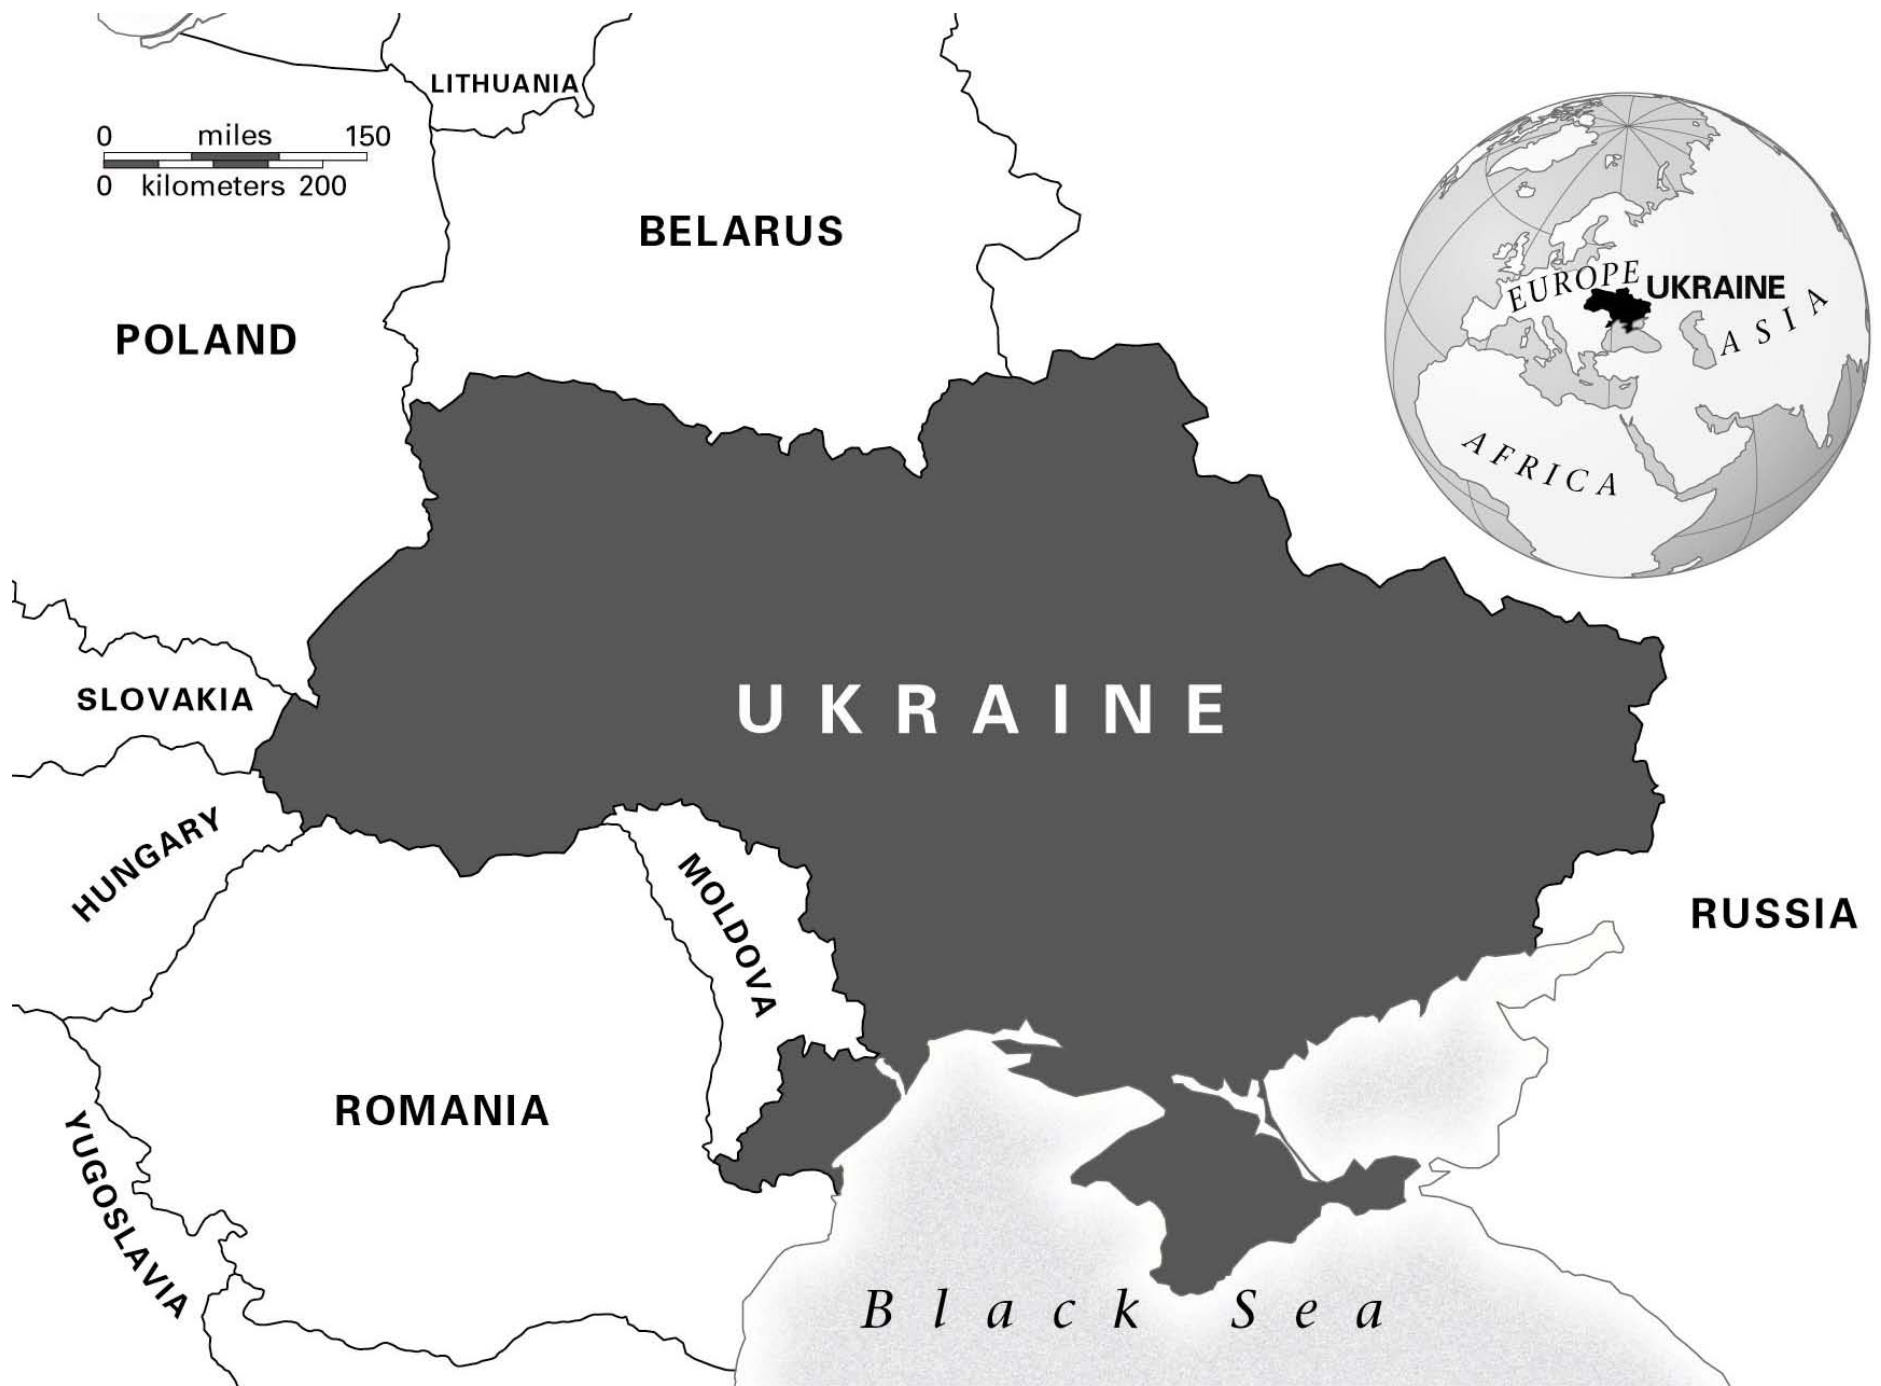 LITHUANIA
0 miles 150
0 kilometers 200
BELARUS
POLAND
EUROPE
UKRAINE
ASIA
AFRICA
SLOVAKIA
UKRAINE
HUNGARY
MOLDOVA
RUSSIA
ROMANIA
YUGOSLAVIA
Black Sea